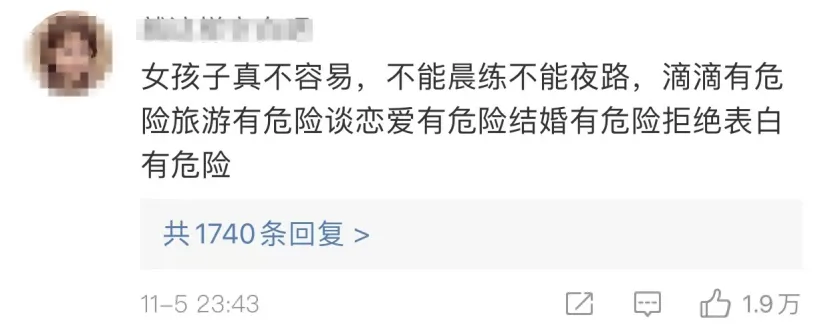 女孩子真不容易，不能晨练不能夜路，滴滴有危
险旅游有危险谈恋爱有危险结婚有危险拒绝表白
有危险
共1740条回复 >
11-5 23:43
1.9万